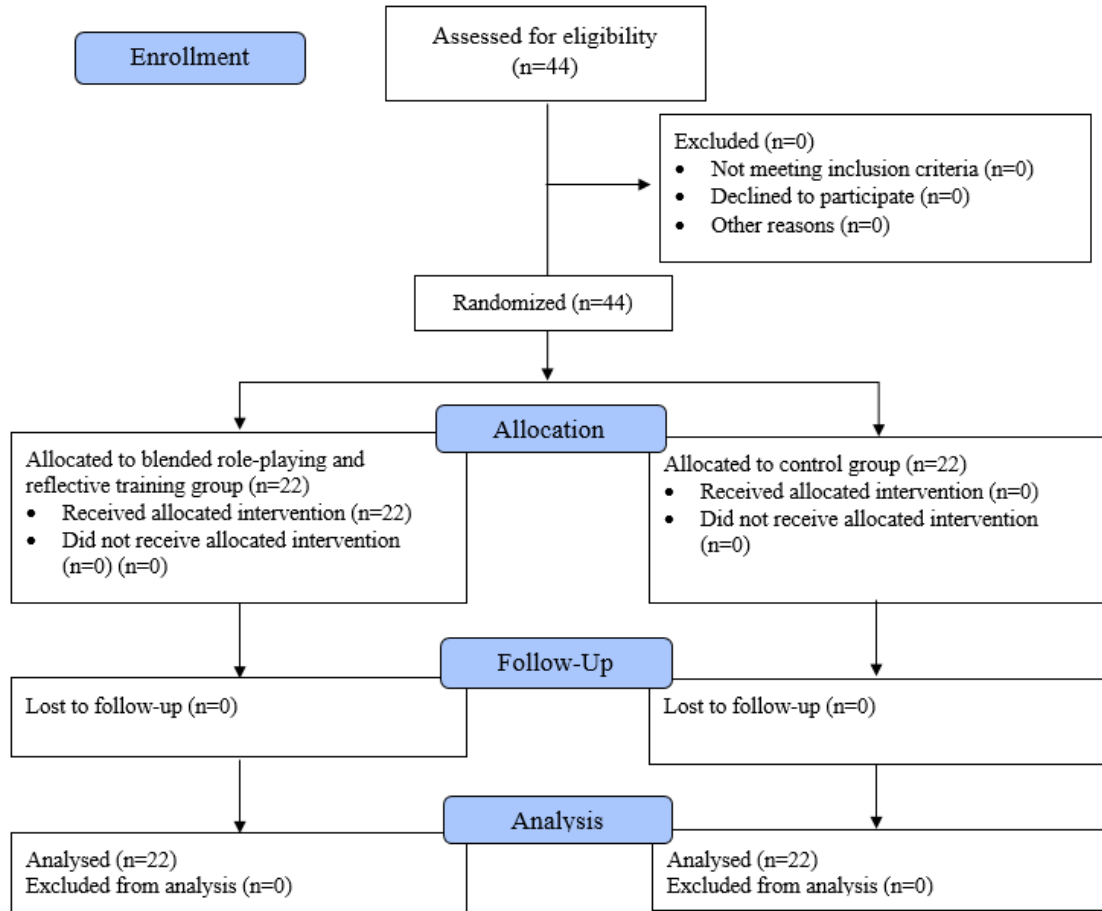 Enrollment
Assessed for eligibility
(n=44)
Excluded (n=0)
• Not meeting inclusion criteria (n=0)
• Declined to participate (n=0)
• Other reasons (n=0)
Randomized (n=44)
Allocation
Allocated to blended role-playing and
reflective training group (n=22)
• Received allocated intervention (n=22)
• Did not receive allocated intervention
(n=0) (n=0)
Allocated to control group (n=22)
• Received allocated intervention (n=0)
• Did not receive allocated intervention
(n=0)
Follow-Up
Lost to follow-up (n=0)
Lost to follow-up (n=0)
Analysis
Analysed (n=22)
Excluded from analysis (n=0)
Analysed (n=22)
Excluded from analysis (n=0)